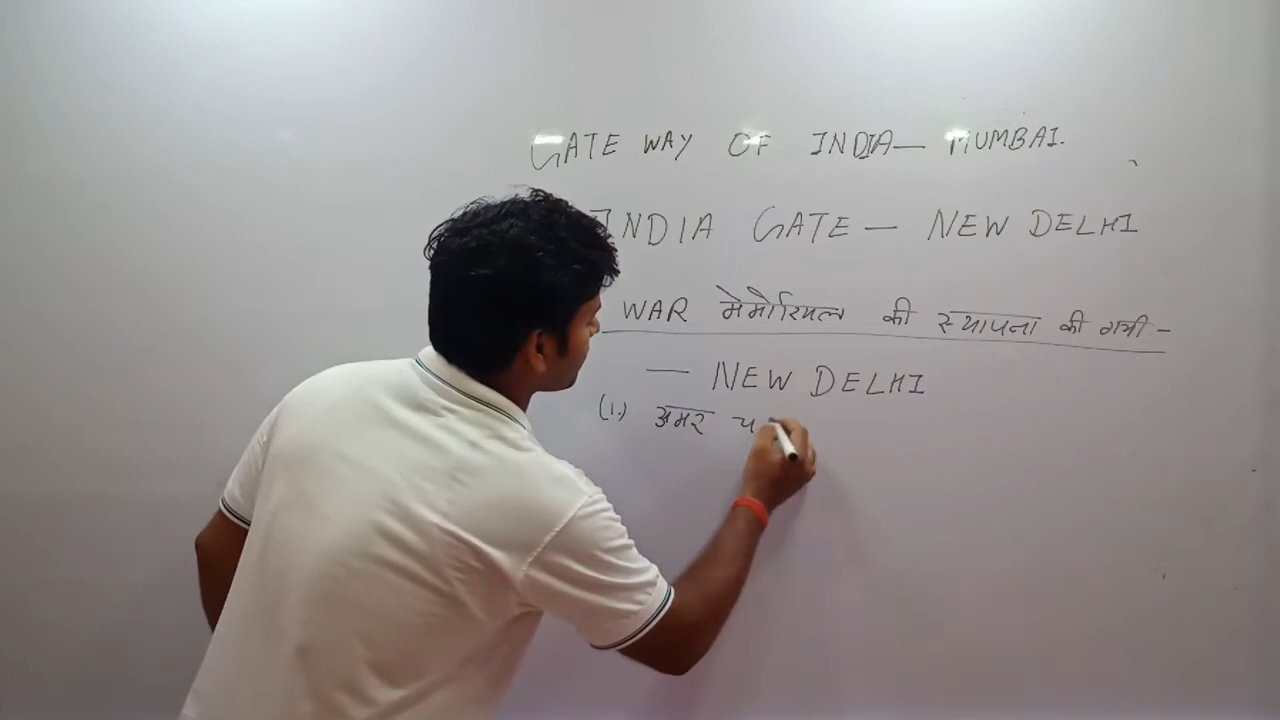 GATE WAY OF INDIA— MUMBAI.
INDIA GATE — NEW DELHI
WAR मेमोरियल की स्थापना की गयी -
— NEW DELHI
(1.) अमर च